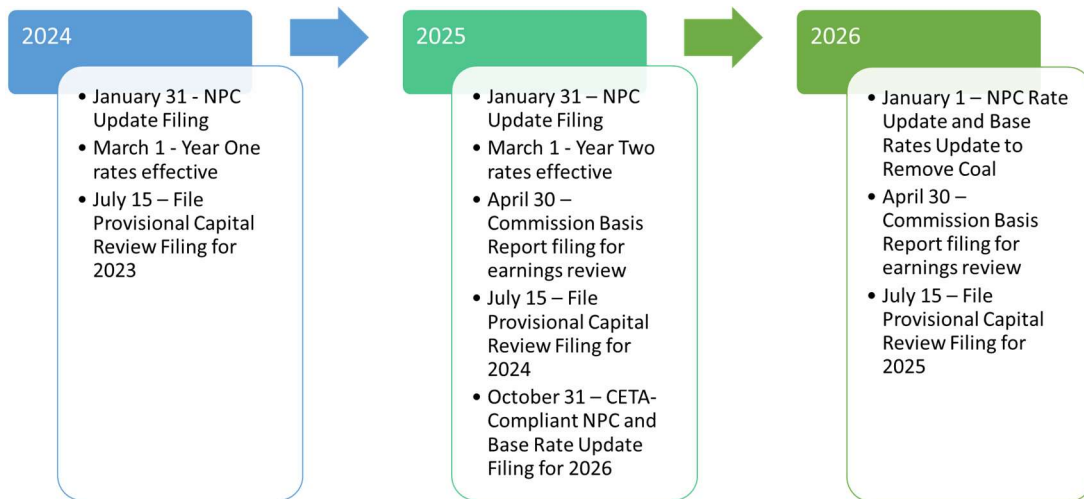 2024
• January 31 - NPC
Update Filing
• March 1 - Year One
rates effective
• July 15 – File
Provisional Capital
Review Filing for
2023
2025
• January 31 – NPC
Update Filing
• March 1 - Year Two
rates effective
• April 30 –
Commission Basis
Report filing for
earnings review
• July 15 – File
Provisional Capital
Review Filing for
2024
• October 31 – CETA-
Compliant NPC and
Base Rate Update
Filing for 2026
2026
• January 1 – NPC Rate
Update and Base
Rates Update to
Remove Coal
• April 30 –
Commission Basis
Report filing for
earnings review
• July 15 – File
Provisional Capital
Review Filing for
2025